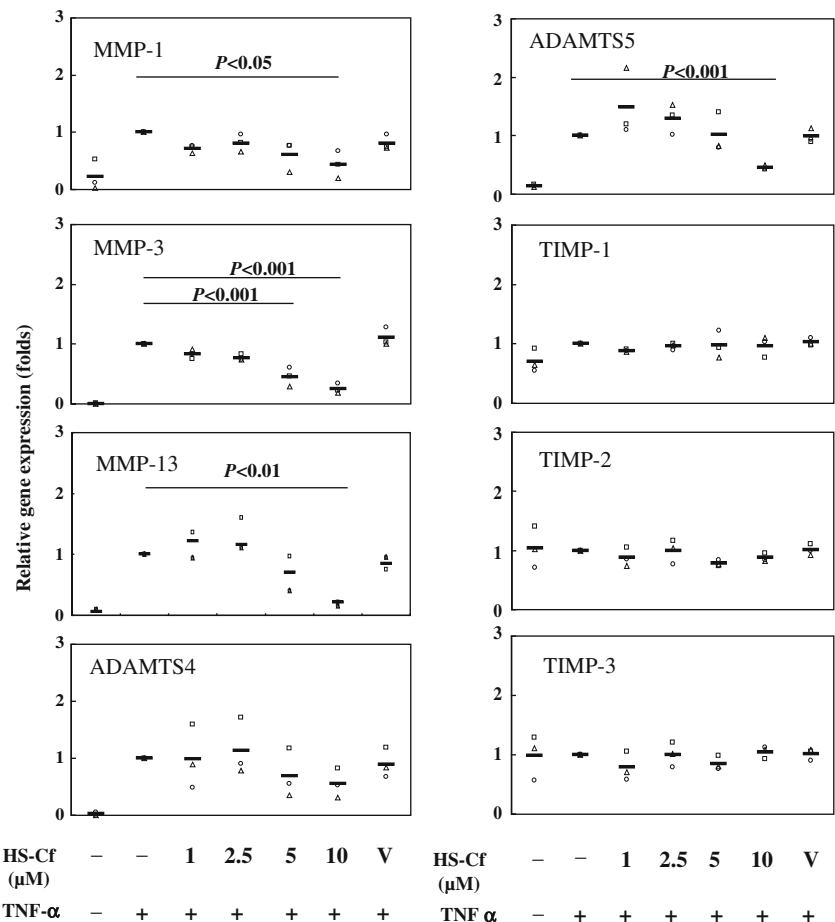 Relative gene expression (folds)
3
2
1
0
MMP-1
P<0.05
3
2
1
0
MMP-3
P<0.001
P<0.001
3
2
1
0
MMP-13
P<0.01
3
2
1
0
ADAMTS4
HS-Cf – – 1 2.5 5 10 V
(µM)
TNF-α – + + + + + +
3
2
1
0
ADAMTS5
P<0.001
3
2
1
0
TIMP-1
3
2
1
0
TIMP-2
3
2
1
0
TIMP-3
HS-Cf – – 1 2.5 5 10 V
(µM)
TNF α – + + + + + +